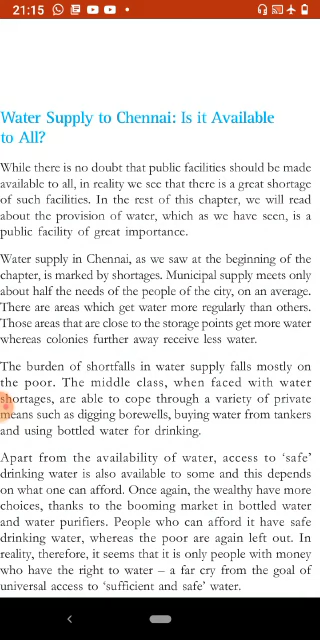 21:15
Water Supply to Chennai: Is it Available
to All?
While there is no doubt that public facilities should be made
available to all, in reality we see that there is a great shortage
of such facilities. In the rest of this chapter, we will read
about the provision of water, which as we have seen, is a
public facility of great importance.
Water supply in Chennai, as we saw at the beginning of the
chapter, is marked by shortages. Municipal supply meets only
about half the needs of the people of the city, on an average.
There are areas which get water more regularly than others.
Those areas that are close to the storage points get more water
whereas colonies further away receive less water.
The burden of shortfalls in water supply falls mostly on
the poor. The middle class, when faced with water
shortages, are able to cope through a variety of private
means such as digging borewells, buying water from tankers
and using bottled water for drinking.
Apart from the availability of water, access to ‘safe’
drinking water is also available to some and this depends
on what one can afford. Once again, the wealthy have more
choices, thanks to the booming market in bottled water
and water purifiers. People who can afford it have safe
drinking water, whereas the poor are again left out. In
reality, therefore, it seems that it is only people with money
who have the right to water – a far cry from the goal of
universal access to ‘sufficient and safe’ water.